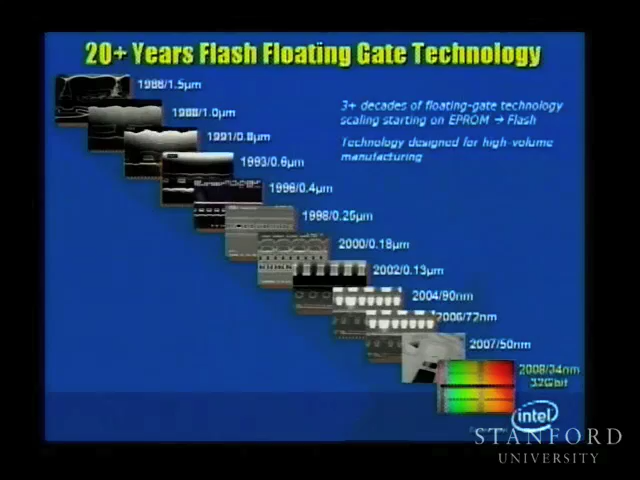 20+ Years Flash Floating Gate Technology
1986/1.5µm
1988/1.0µm
1991/0.8µm
1993/0.6µm
1996/0.4µm
1998/0.25µm
2000/0.18µm
2002/0.13µm
2004/90nm
2006/72nm
2007/50nm
2008/34nm
32Gbit
3+ decades of floating-gate technology
scaling starting on EPROM → Flash
Technology designed for high-volume
manufacturing
intel
STANFORD
UNIVERSITY